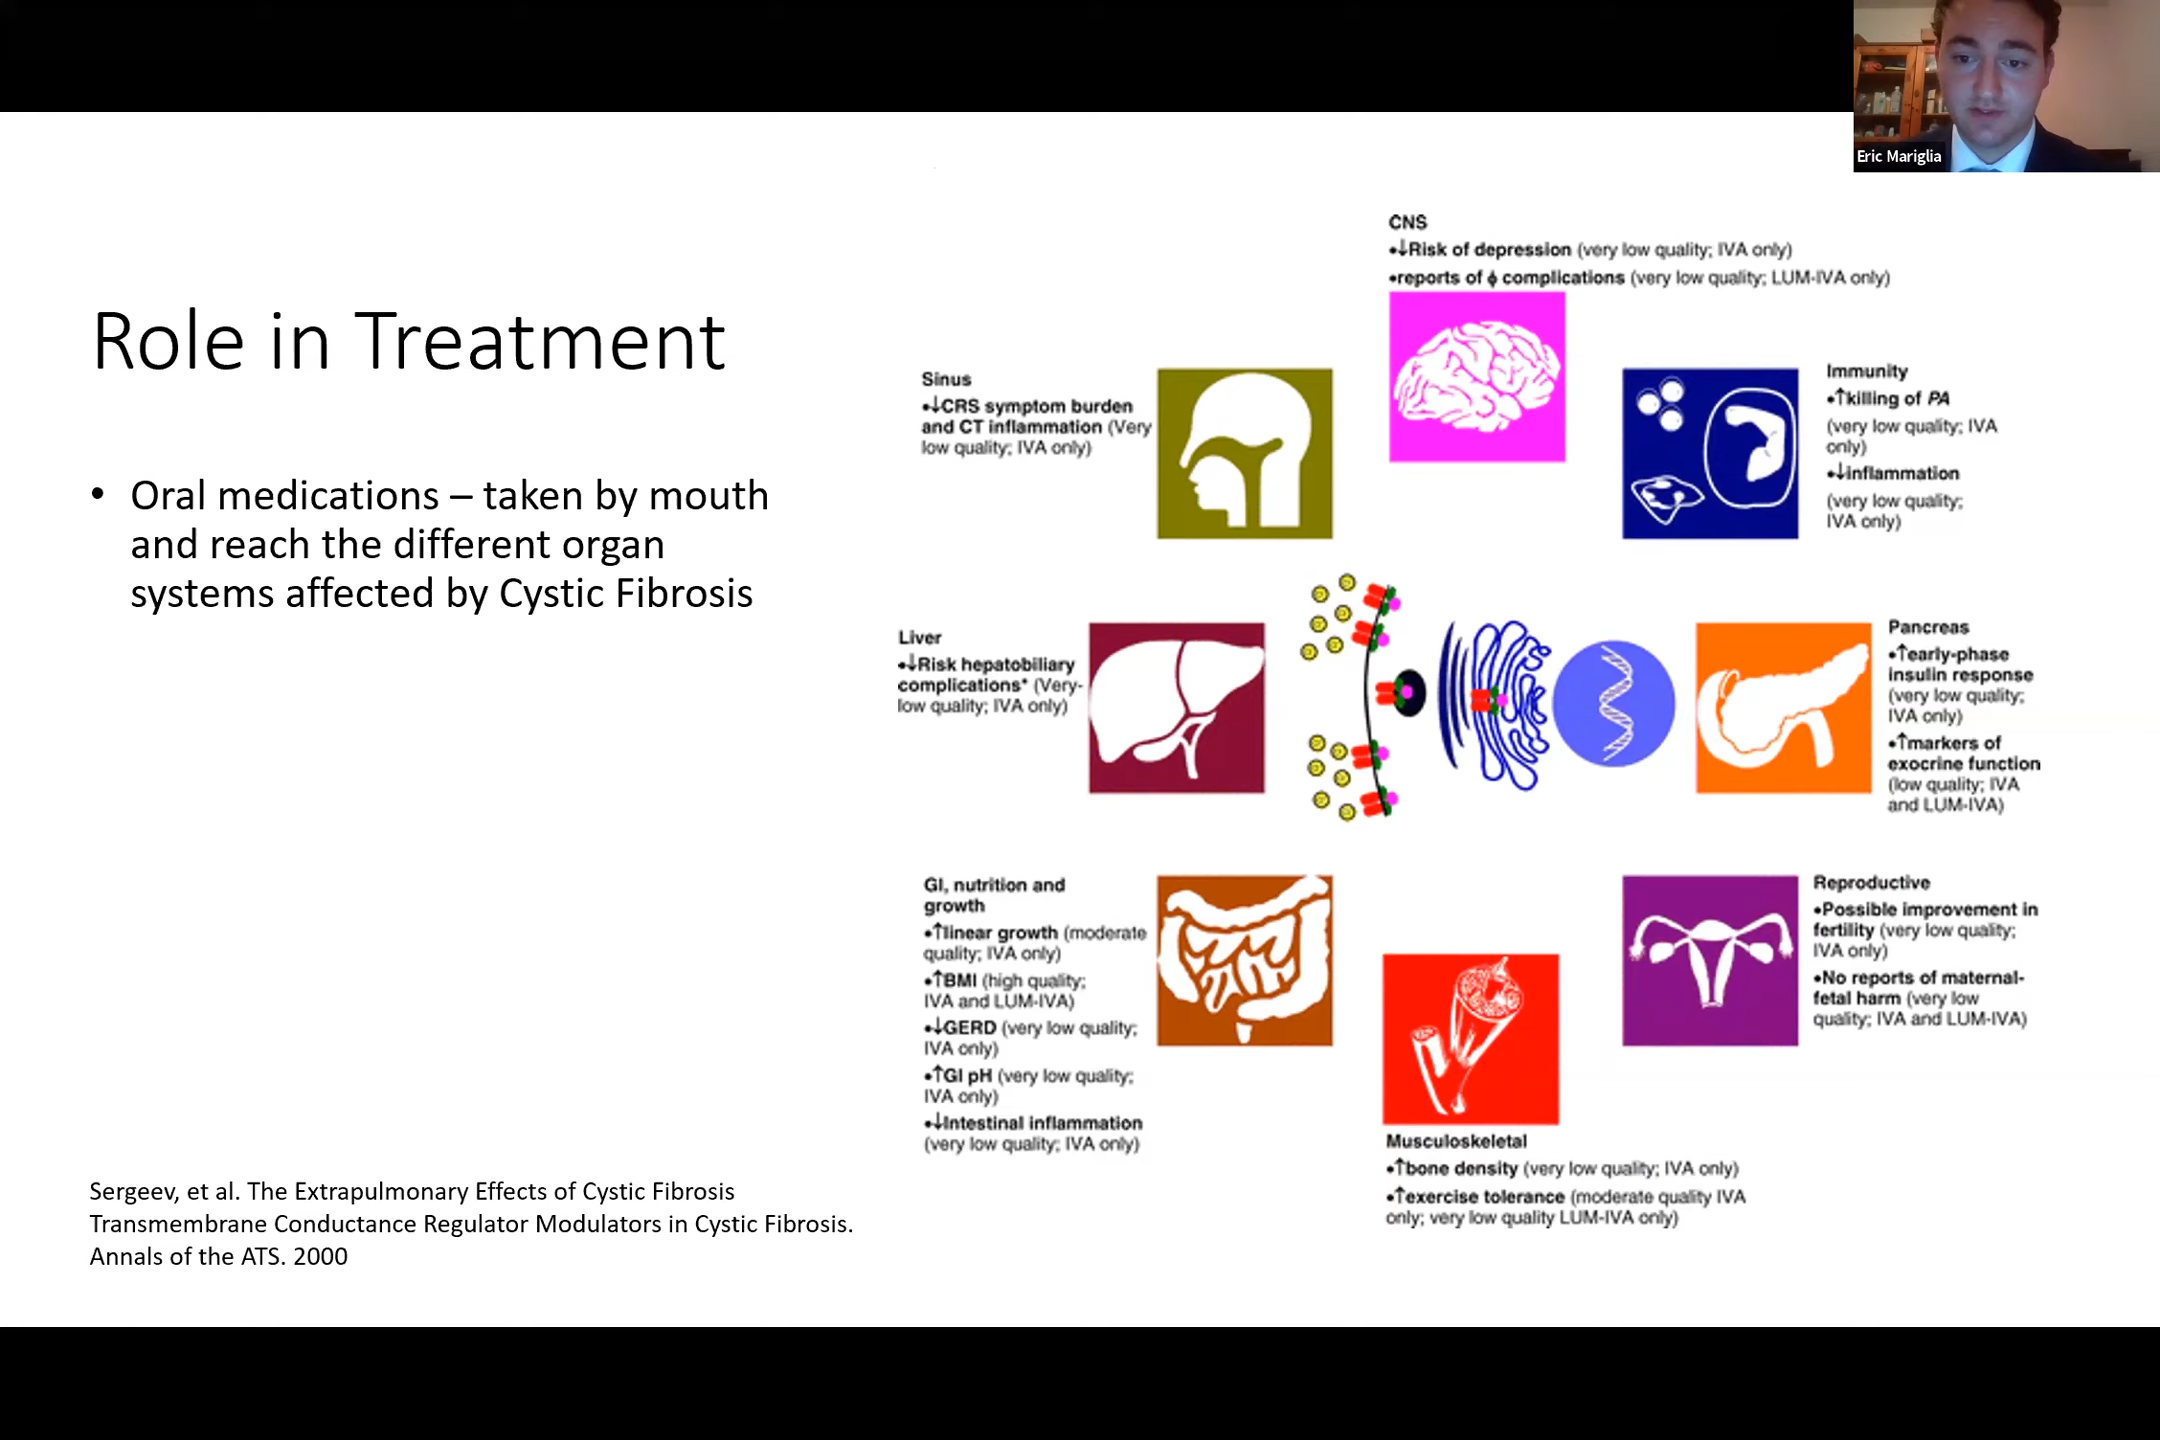 Eric Mariglia
Role in Treatment
• Oral medications – taken by mouth
and reach the different organ
systems affected by Cystic Fibrosis
Sergeev, et al. The Extrapulmonary Effects of Cystic Fibrosis
Transmembrane Conductance Regulator Modulators in Cystic Fibrosis.
Annals of the ATS. 2000
CNS
•↓Risk of depression (very low quality; IVA only)
•reports of ϕ complications (very low quality; LUM-IVA only)
Sinus
•↓CRS symptom burden
and CT inflammation (Very
low quality; IVA only)
Immunity
•↑killing of PA
(very low quality; IVA
only)
•↓inflammation
(very low quality;
IVA only)
Liver
•↓Risk hepatobiliary
complications* (Very-
low quality; IVA only)
Pancreas
•↑early-phase
insulin response
(very low quality;
IVA only)
•↑markers of
exocrine function
(low quality; IVA
and LUM-IVA)
GI, nutrition and
growth
•↑linear growth (moderate
quality; IVA only)
•↑BMI (high quality;
IVA and LUM-IVA)
•↓GERD (very low quality;
IVA only)
•↑GI pH (very low quality;
IVA only)
•↓Intestinal inflammation
(very low quality; IVA only)
Reproductive
•Possible improvement in
fertility (very low quality;
IVA only)
•No reports of maternal-
fetal harm (very low
quality; IVA and LUM-IVA)
Musculoskeletal
•↑bone density (very low quality; IVA only)
•↑exercise tolerance (moderate quality IVA
only; very low quality LUM-IVA only)